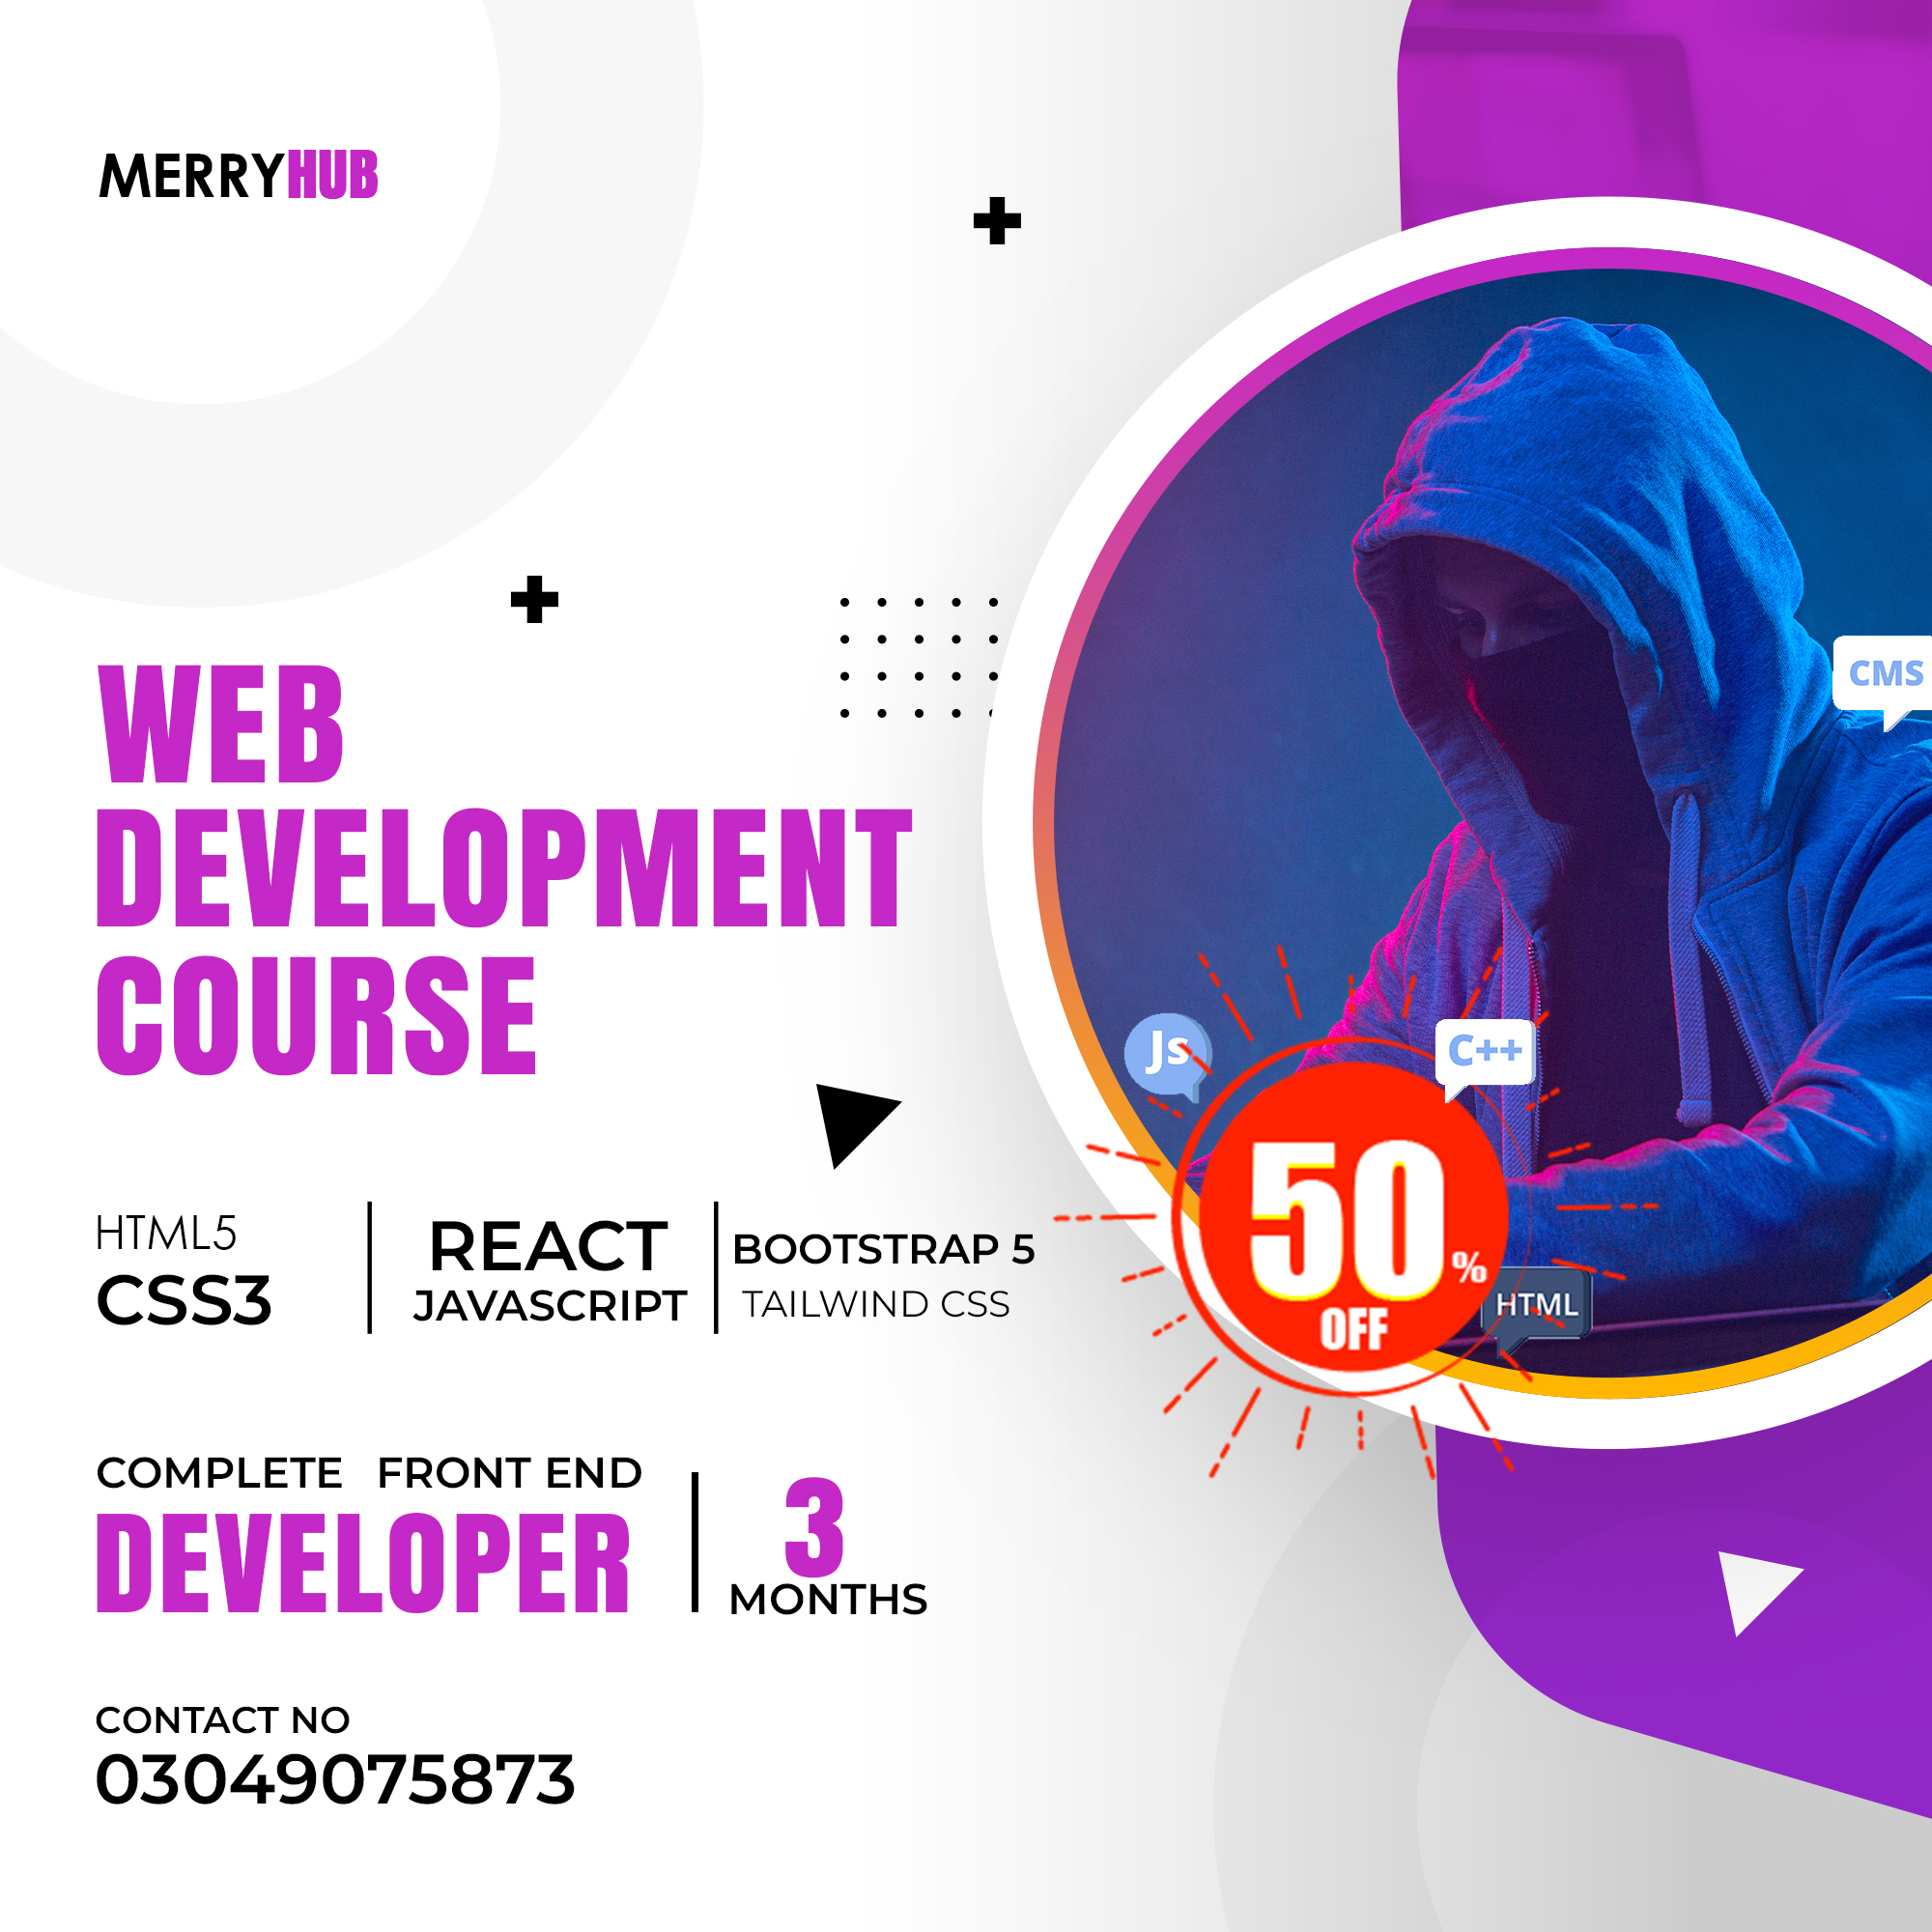 MERRYHUB
WEB
DEVELOPMENT
COURSE
HTML5
CSS3
REACT
JAVASCRIPT
BOOTSTRAP 5
TAILWIND CSS
COMPLETE FRONT END
DEVELOPER
3
MONTHS
CONTACT NO
03049075873
CMS
Js
C++
50%
OFF
HTML